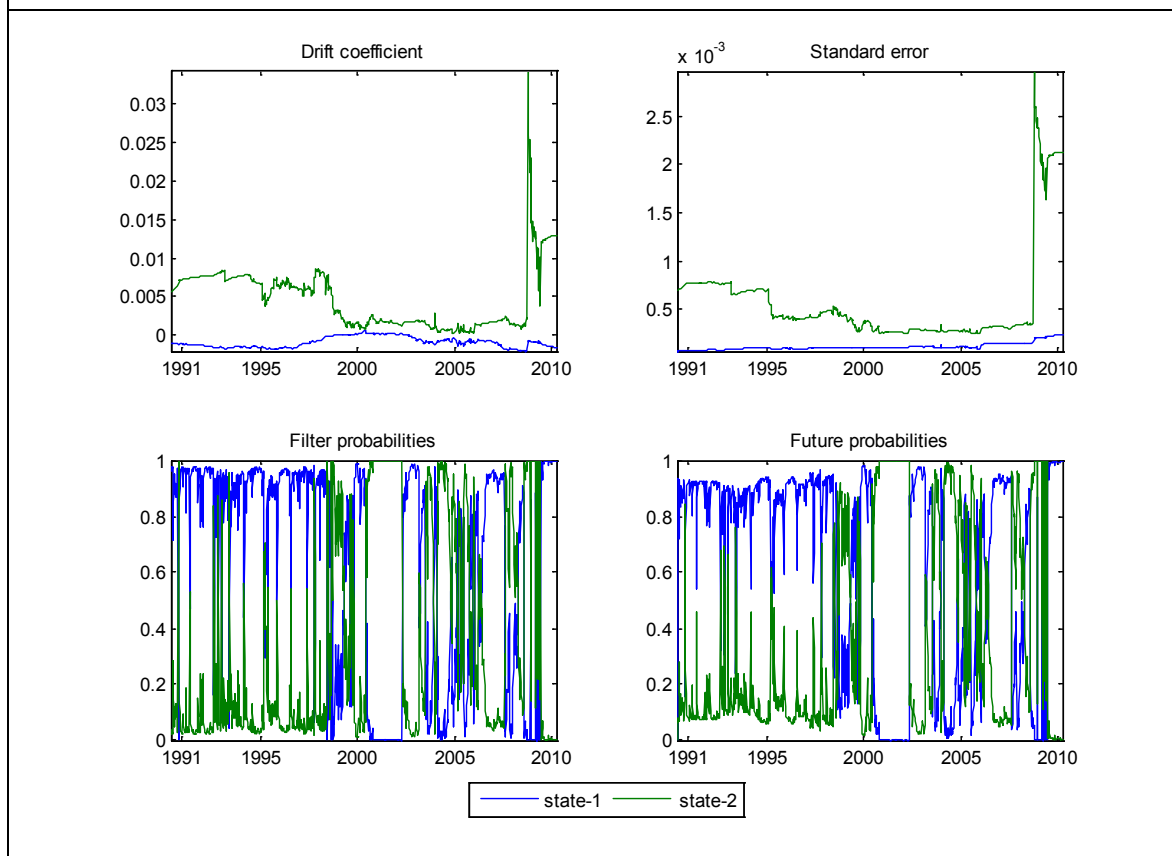 Drift coefficient
0.03
0.025
0.02
0.015
0.01
0.005
0
1991 1995 2000 2005 2010
Standard error
x 10^-3
2.5
2
1.5
1
0.5
1991 1995 2000 2005 2010
Filter probabilities
1
0.8
0.6
0.4
0.2
0
1991 1995 2000 2005 2010
Future probabilities
1
0.8
0.6
0.4
0.2
0
1991 1995 2000 2005 2010
state-1 state-2